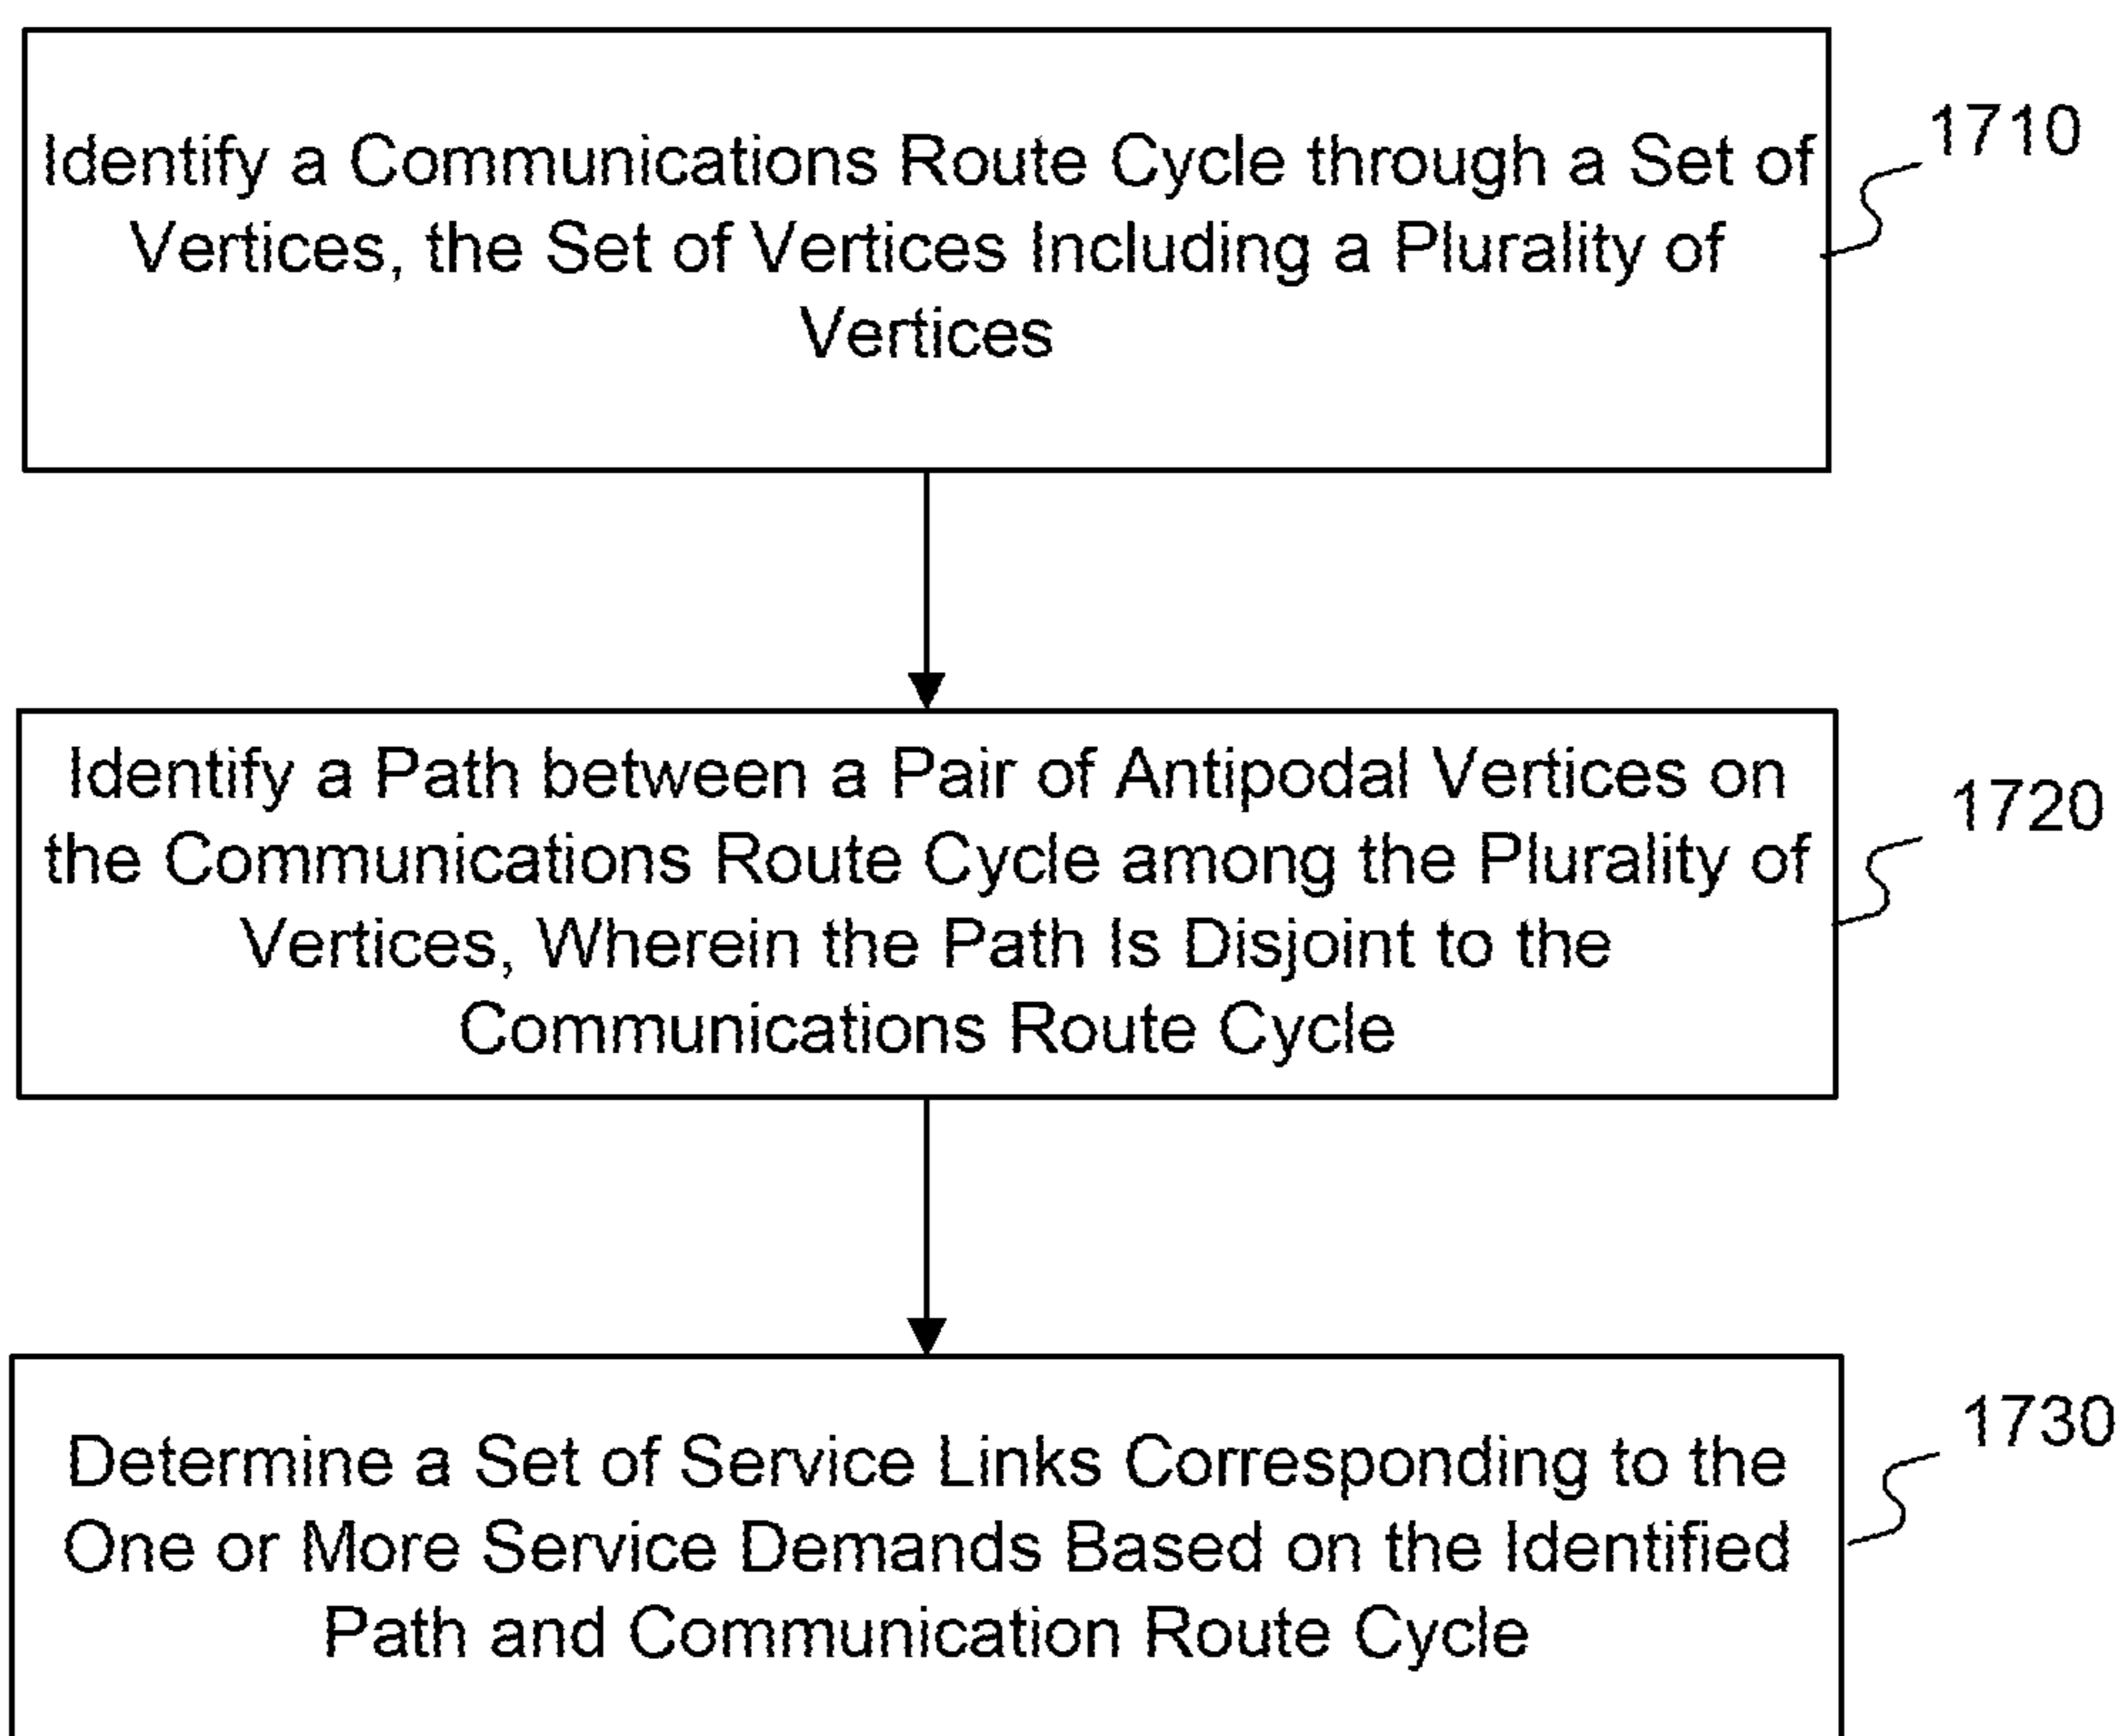 Identify a Communications Route Cycle through a Set of
Vertices, the Set of Vertices Including a Plurality of
Vertices
1710
Identify a Path between a Pair of Antipodal Vertices on
the Communications Route Cycle among the Plurality of
Vertices, Wherein the Path Is Disjoint to the
Communications Route Cycle
1720
Determine a Set of Service Links Corresponding to the
One or More Service Demands Based on the Identified
Path and Communication Route Cycle
1730